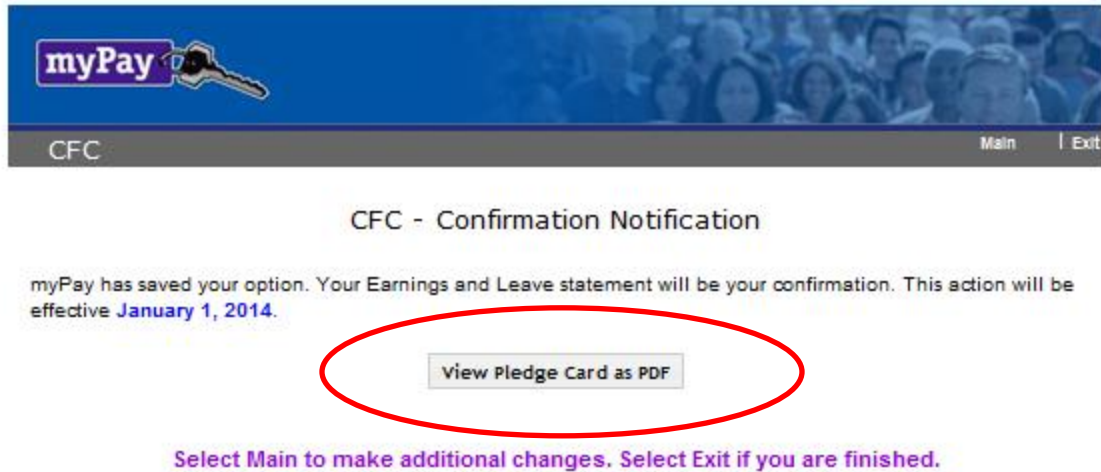 myPay
CFC
Main | Exit
CFC - Confirmation Notification
myPay has saved your option. Your Earnings and Leave statement will be your confirmation. This action will be
effective January 1, 2014.
View Pledge Card as PDF
Select Main to make additional changes. Select Exit if you are finished.